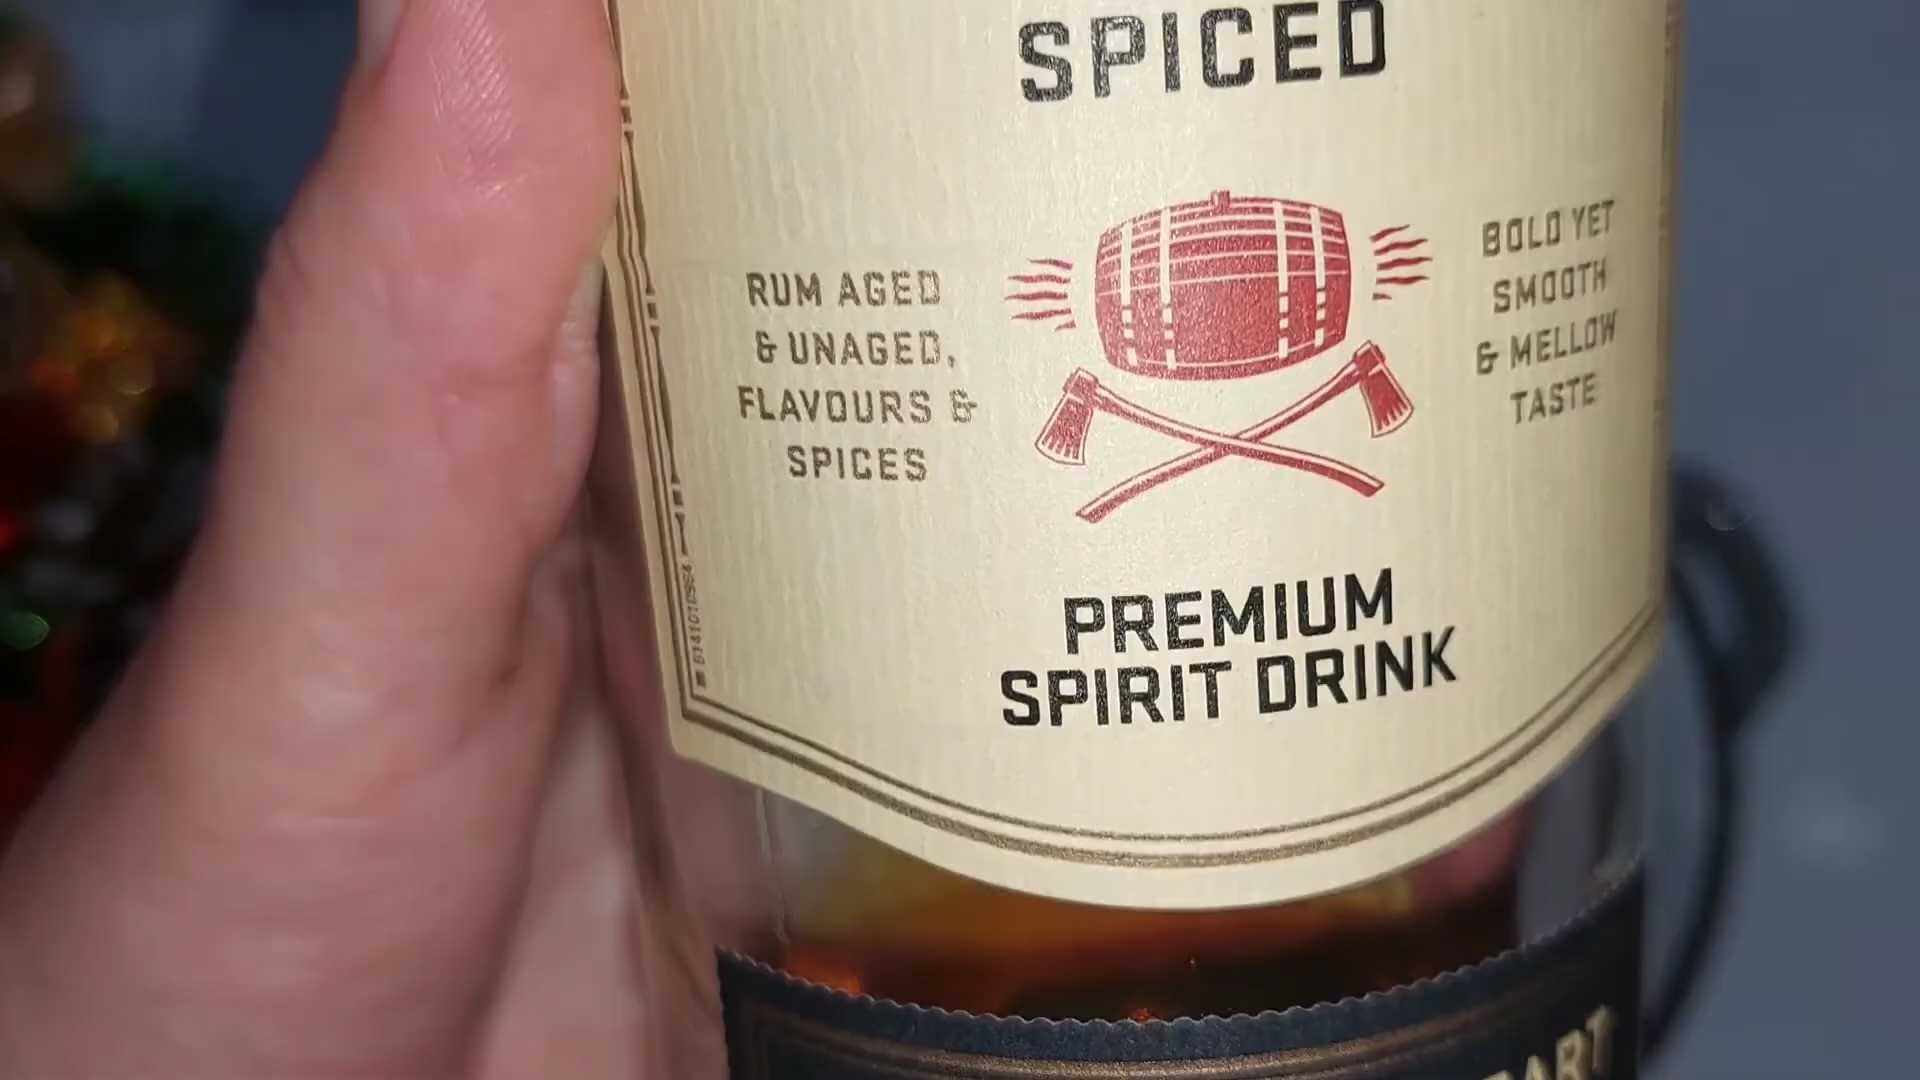 SPICED
RUM AGED
& UNAGED,
FLAVOURS &
SPICES
BOLD YET
SMOOTH
& MELLOW
TASTE
PREMIUM
SPIRIT DRINK